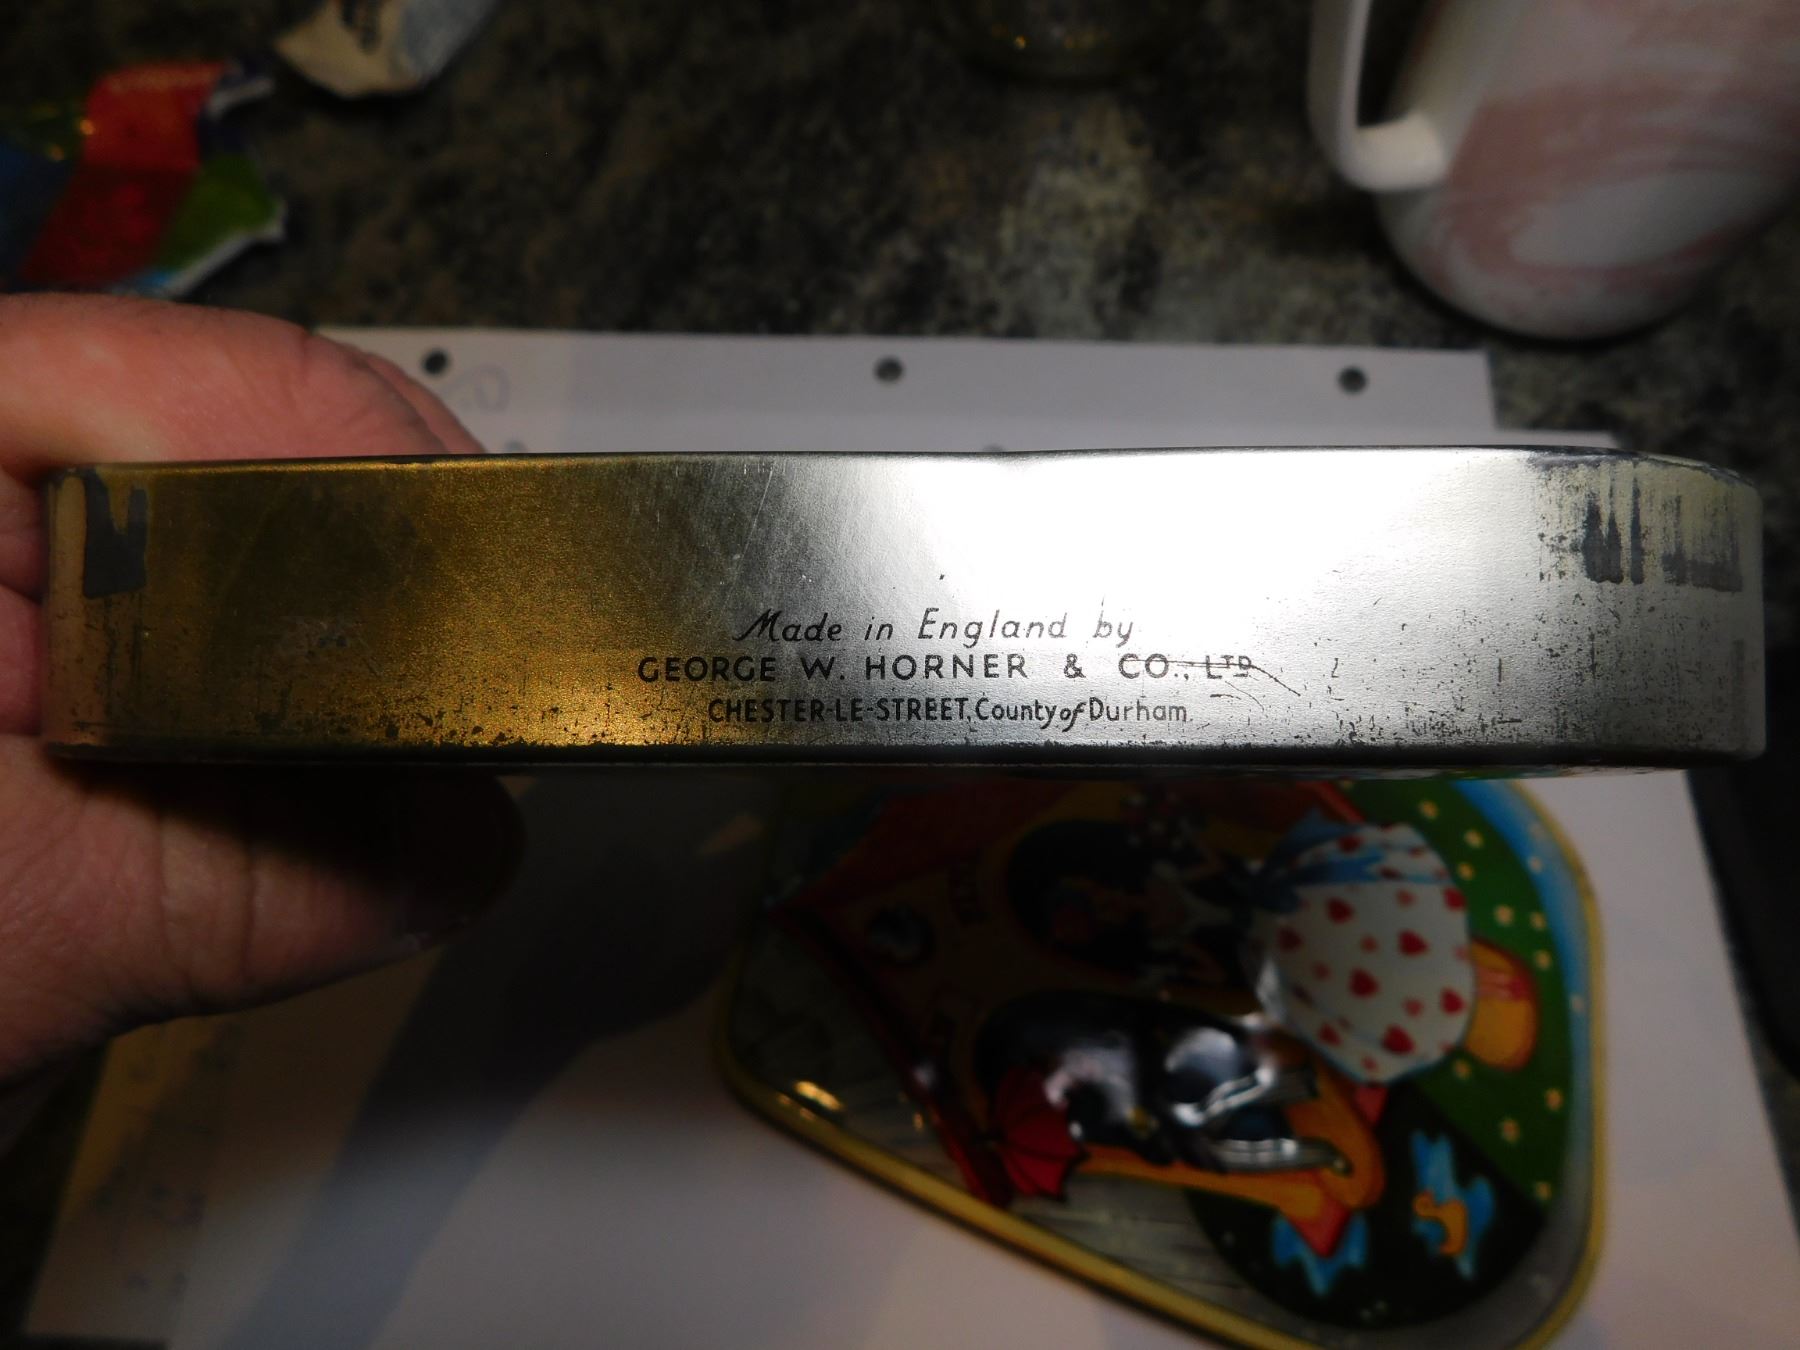 Made in England by
GEORGE W. HORNER & CO., LTD
CHESTER-LE-STREET, County of Durham.